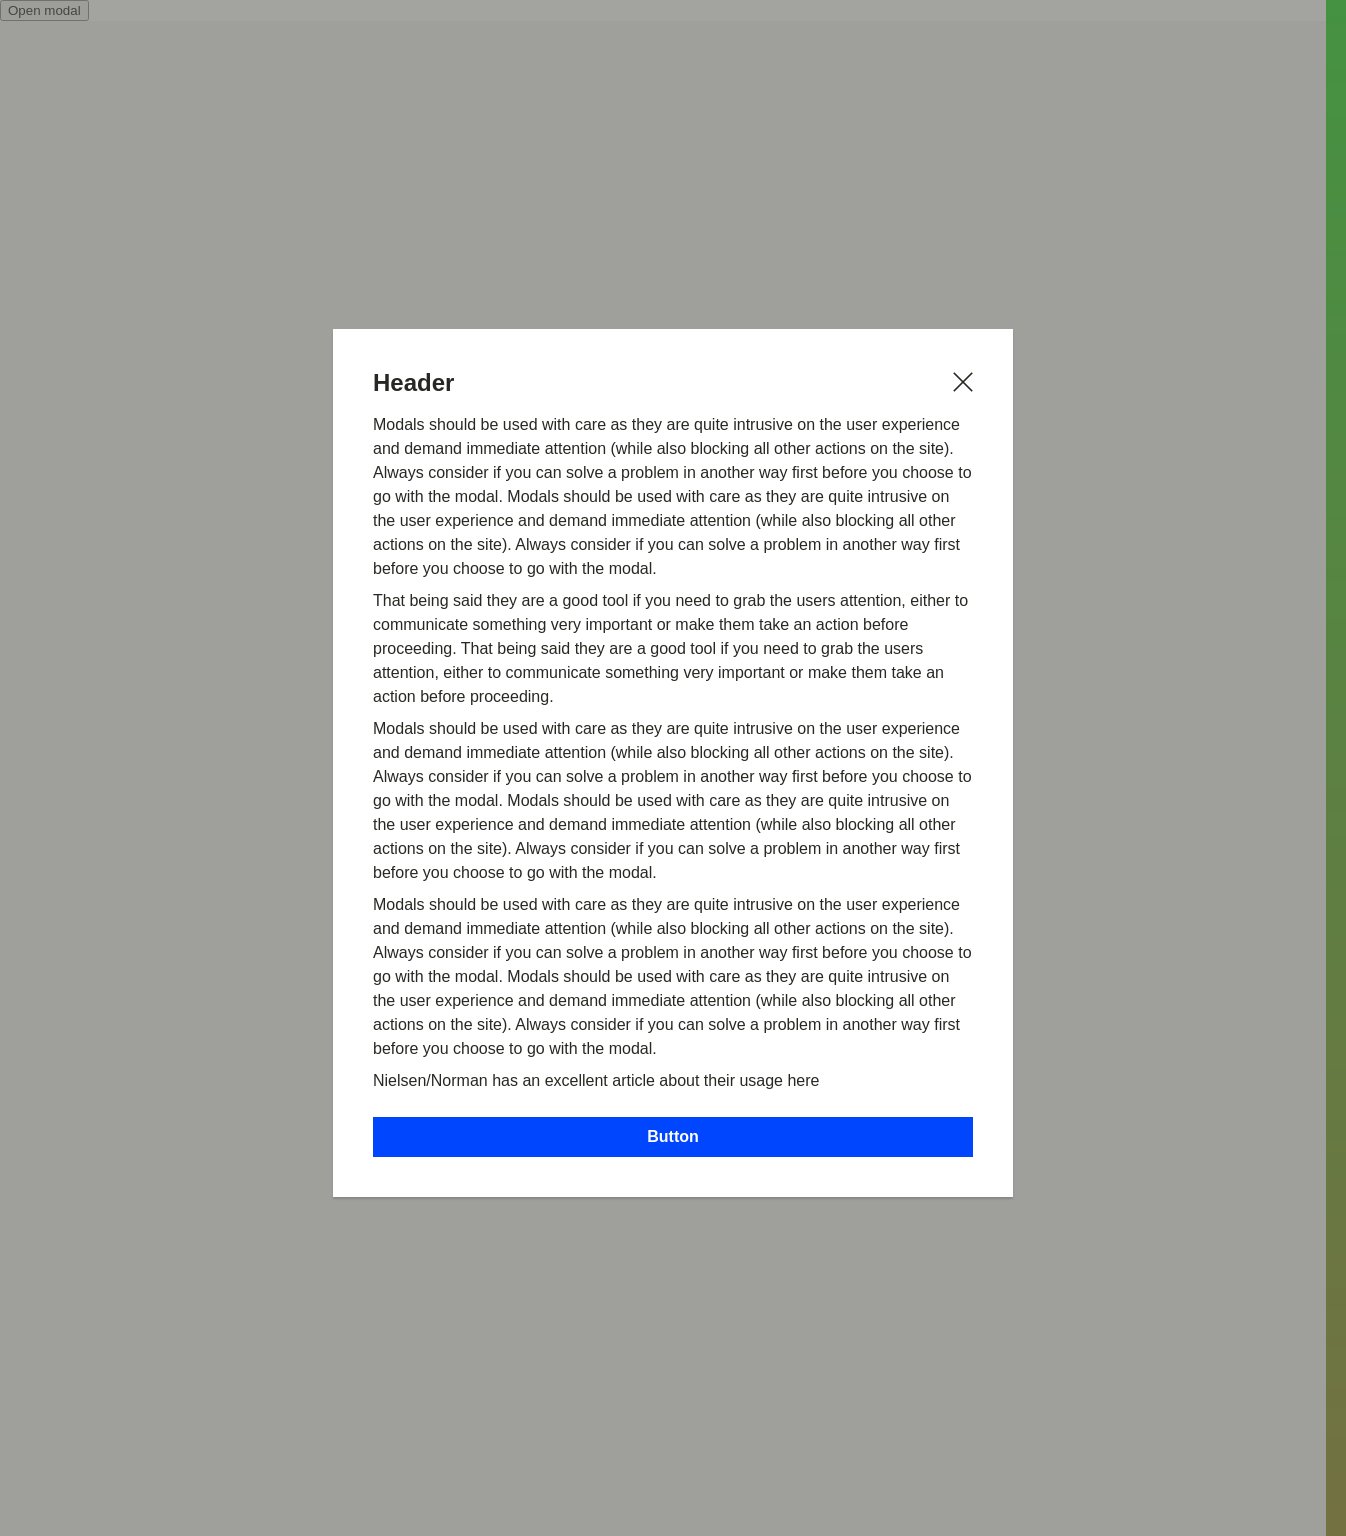 Open modal
Header
Modals should be used with care as they are quite intrusive on the user experience
and demand immediate attention (while also blocking all other actions on the site).
Always consider if you can solve a problem in another way first before you choose to
go with the modal. Modals should be used with care as they are quite intrusive on
the user experience and demand immediate attention (while also blocking all other
actions on the site). Always consider if you can solve a problem in another way first
before you choose to go with the modal.
That being said they are a good tool if you need to grab the users attention, either to
communicate something very important or make them take an action before
proceeding. That being said they are a good tool if you need to grab the users
attention, either to communicate something very important or make them take an
action before proceeding.
Modals should be used with care as they are quite intrusive on the user experience
and demand immediate attention (while also blocking all other actions on the site).
Always consider if you can solve a problem in another way first before you choose to
go with the modal. Modals should be used with care as they are quite intrusive on
the user experience and demand immediate attention (while also blocking all other
actions on the site). Always consider if you can solve a problem in another way first
before you choose to go with the modal.
Modals should be used with care as they are quite intrusive on the user experience
and demand immediate attention (while also blocking all other actions on the site).
Always consider if you can solve a problem in another way first before you choose to
go with the modal. Modals should be used with care as they are quite intrusive on
the user experience and demand immediate attention (while also blocking all other
actions on the site). Always consider if you can solve a problem in another way first
before you choose to go with the modal.
Nielsen/Norman has an excellent article about their usage here
Button